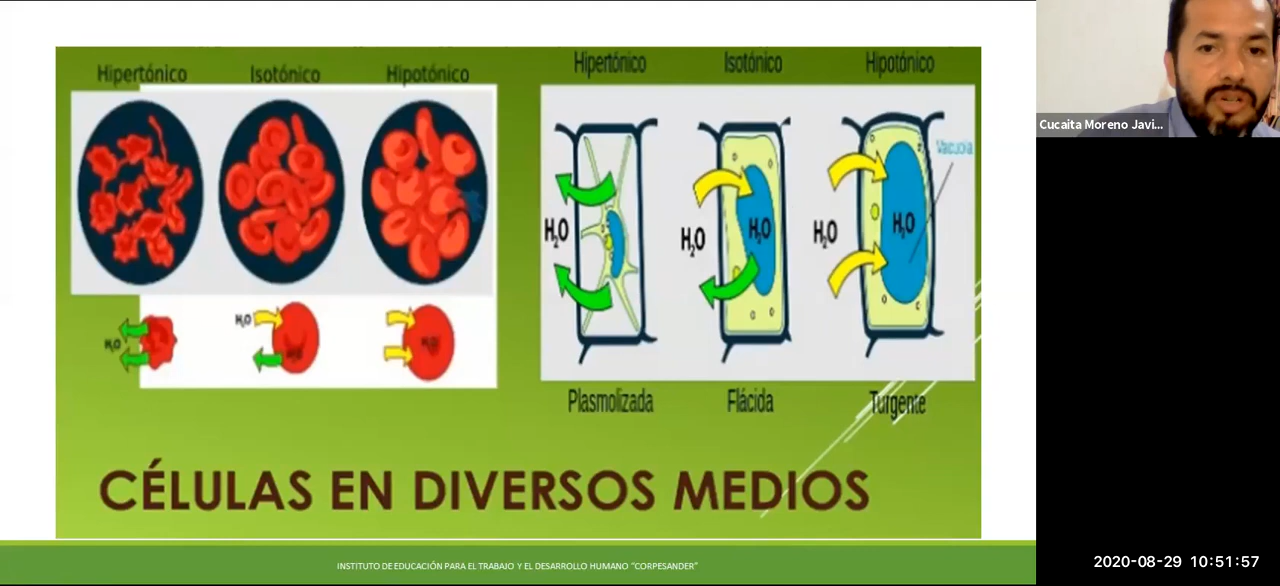 Hipertónico Isotónico Hipotónico
H₂O
H₂O
H₂O
Hipertónico Isotónico Hipotónico
Vacuola
H₂O H₂O H₂O H₂O H₂O
Plasmolizada Flácida Turgente
CÉLULAS EN DIVERSOS MEDIOS
INSTITUTO DE EDUCACIÓN PARA EL TRABAJO Y EL DESARROLLO HUMANO "CORPESANDER"
Cucaita Moreno Javi...
2020-08-29 10:51:57